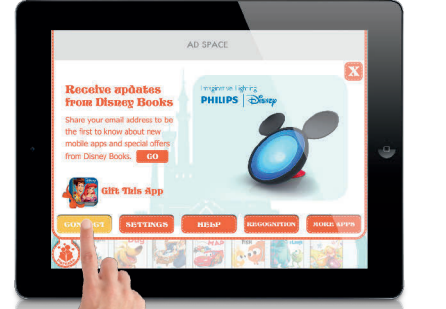 AD SPACE
X
Receive updates
from Disney Books
Imaginative Lighting
PHILIPS | Disney
Share your email address to be
the first to know about new
mobile apps and special offers
from Disney Books. GO
Gift This App
SETTINGS HELP RECOGNITION MORE APPS